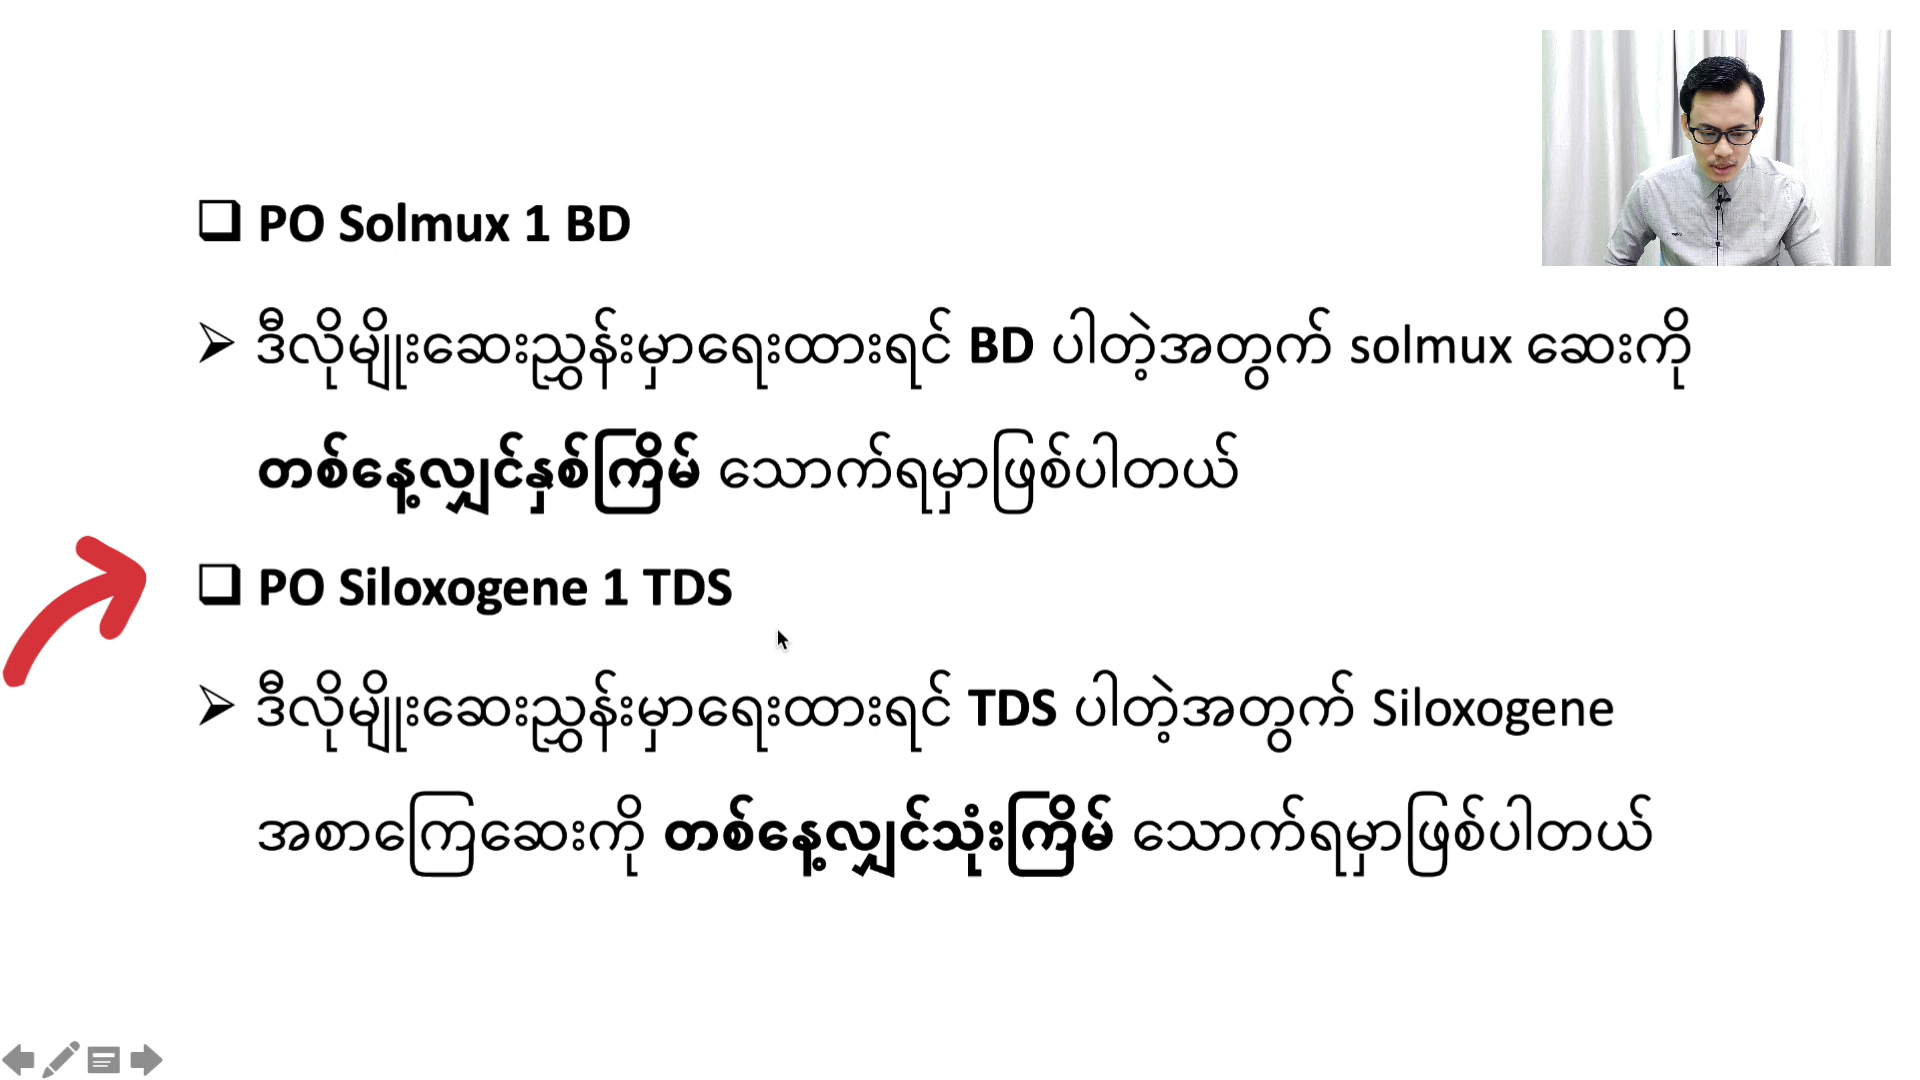 PO Solmux 1 BD
ဒီလိုမျိုးဆေးညွှန်းမှာရေးထားရင် BD ပါတဲ့အတွက် solmux ဆေးကို
တစ်နေ့လျှင်နှစ်ကြိမ် သောက်ရမှာဖြစ်ပါတယ်
PO Siloxogene 1 TDS
ဒီလိုမျိုးဆေးညွှန်းမှာရေးထားရင် TDS ပါတဲ့အတွက် Siloxogene
အစာကြေဆေးကို တစ်နေ့လျှင်သုံးကြိမ် သောက်ရမှာဖြစ်ပါတယ်